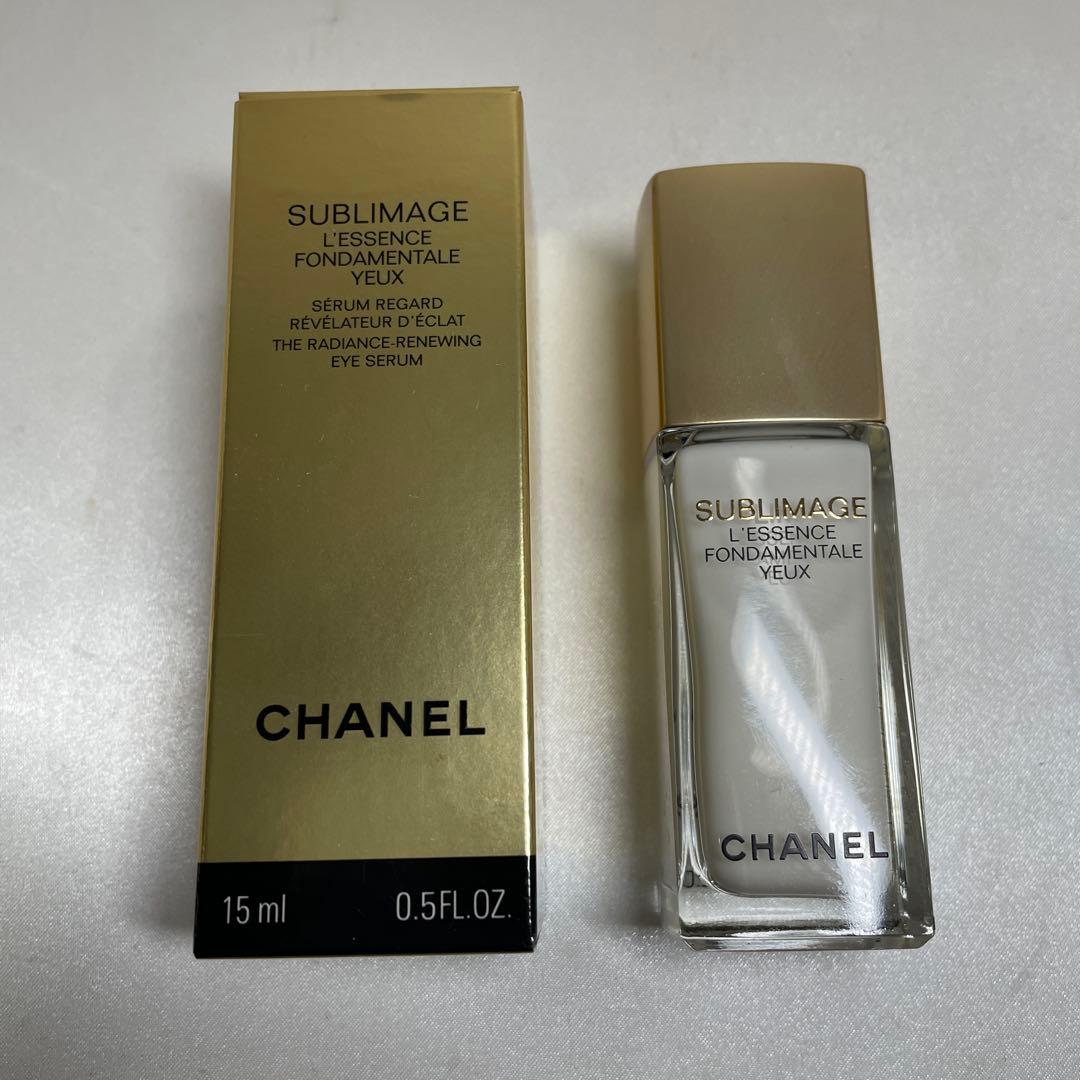 SUBLIMAGE
L'ESSENCE
FONDAMENTALE
YEUX
SÉRUM REGARD
RÉVÉLATEUR D'ÉCLAT
THE RADIANCE-RENEWING
EYE SERUM
CHANEL
15 ml 0.5FL.OZ.
SUBLIMAGE
L'ESSENCE
FONDAMENTALE
YEUX
CHANEL